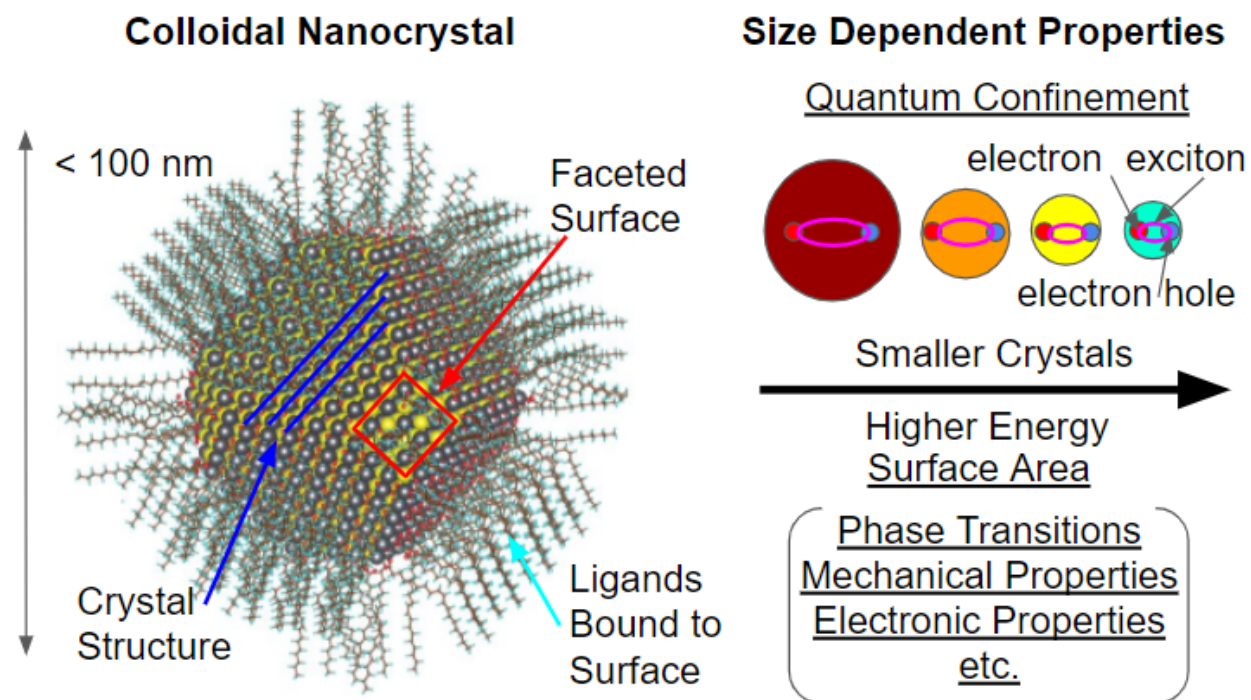 Colloidal Nanocrystal
< 100 nm
Faceted
Surface
Crystal
Structure
Ligands
Bound to
Surface
Size Dependent Properties
Quantum Confinement
electron exciton
electron hole
Smaller Crystals
Higher Energy
Surface Area
Phase Transitions
Mechanical Properties
Electronic Properties
etc.